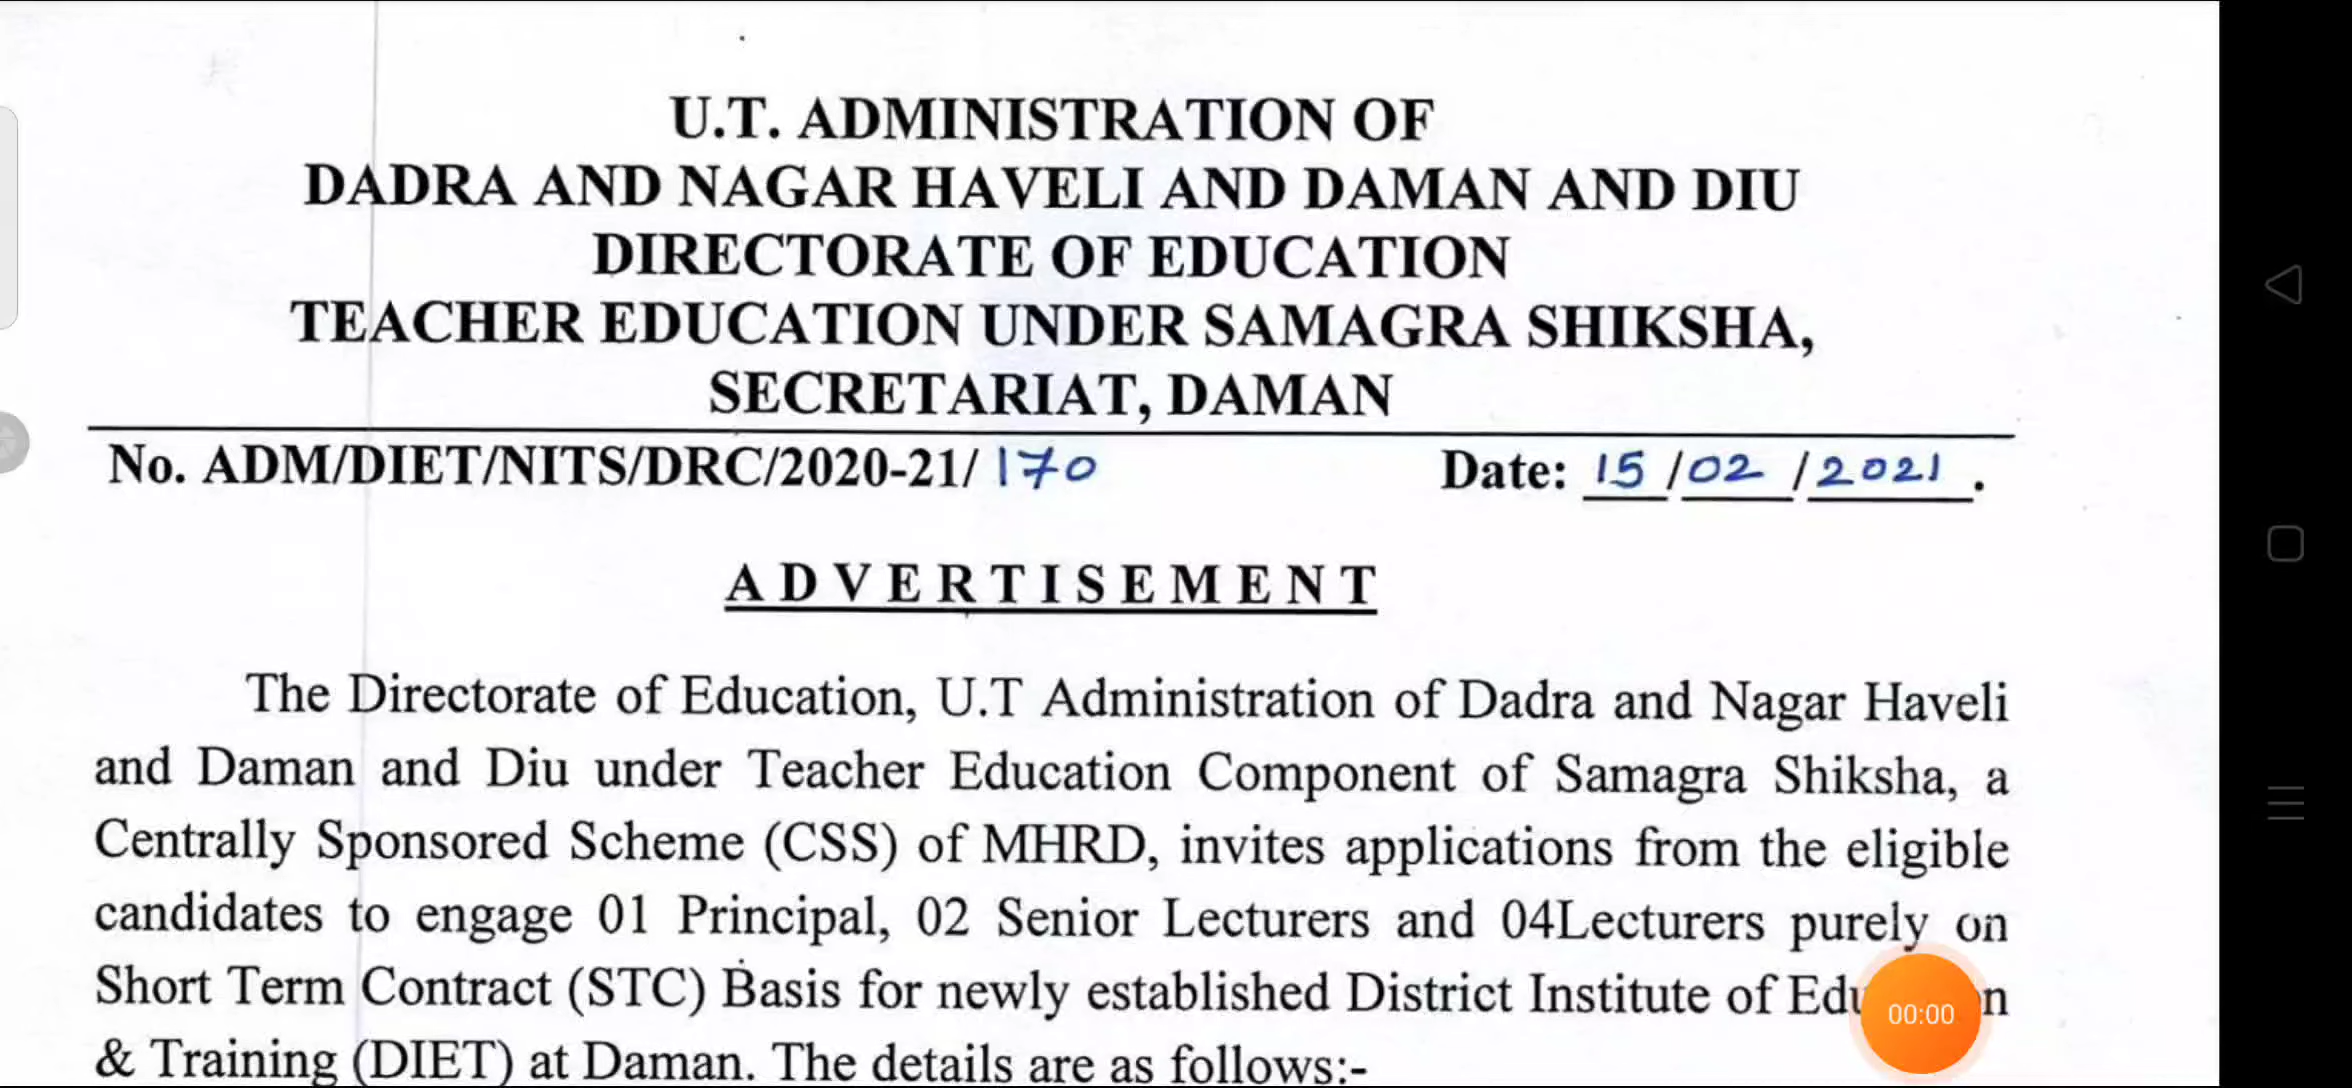 U.T. ADMINISTRATION OF
DADRA AND NAGAR HAVELI AND DAMAN AND DIU
DIRECTORATE OF EDUCATION
TEACHER EDUCATION UNDER SAMAGRA SHIKSHA,
SECRETARIAT, DAMAN
No. ADM/DIET/NITS/DRC/2020-21/ 170 Date: 15/02/2021.
ADVERTISEMENT
The Directorate of Education, U.T Administration of Dadra and Nagar Haveli
and Daman and Diu under Teacher Education Component of Samagra Shiksha, a
Centrally Sponsored Scheme (CSS) of MHRD, invites applications from the eligible
candidates to engage 01 Principal, 02 Senior Lecturers and 04Lecturers purely on
Short Term Contract (STC) Basis for newly established District Institute of
& Training (DIET) at Daman. The details are as follows:-
00:00